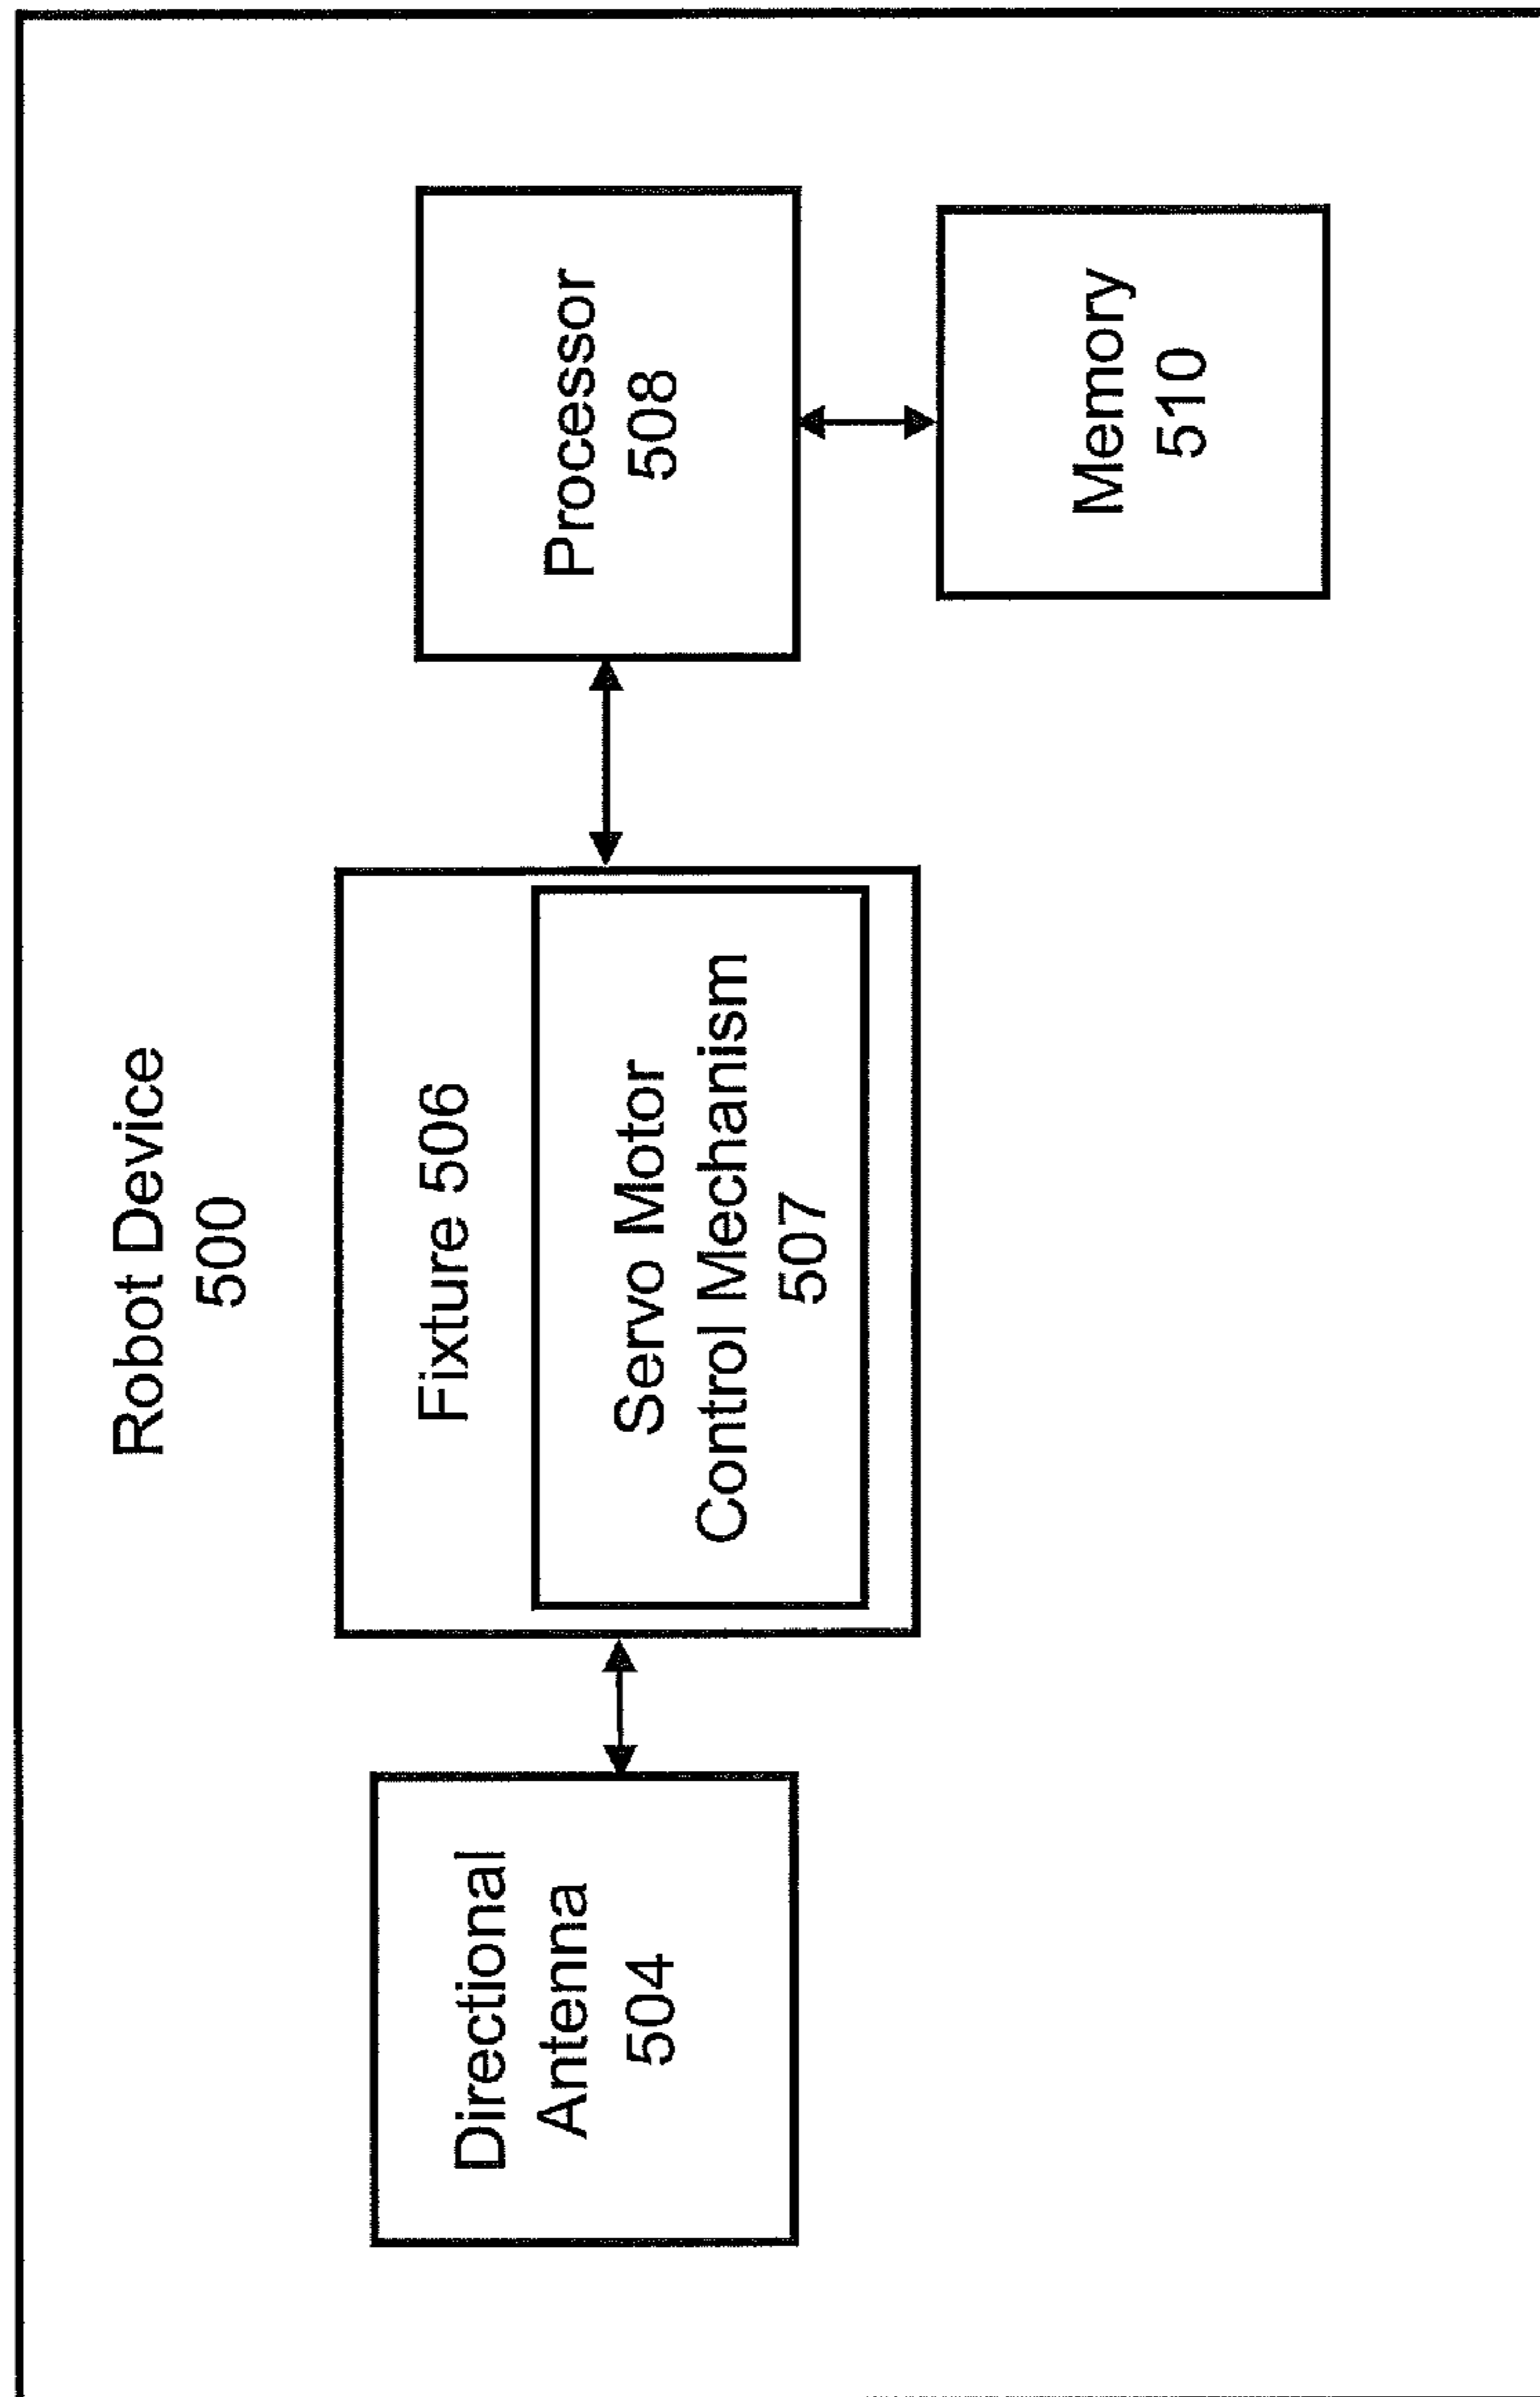 Robot Device
500
Directional
Antenna
504
Fixture 506
Servo Motor
Control Mechanism
507
Processor
508
Memory
510